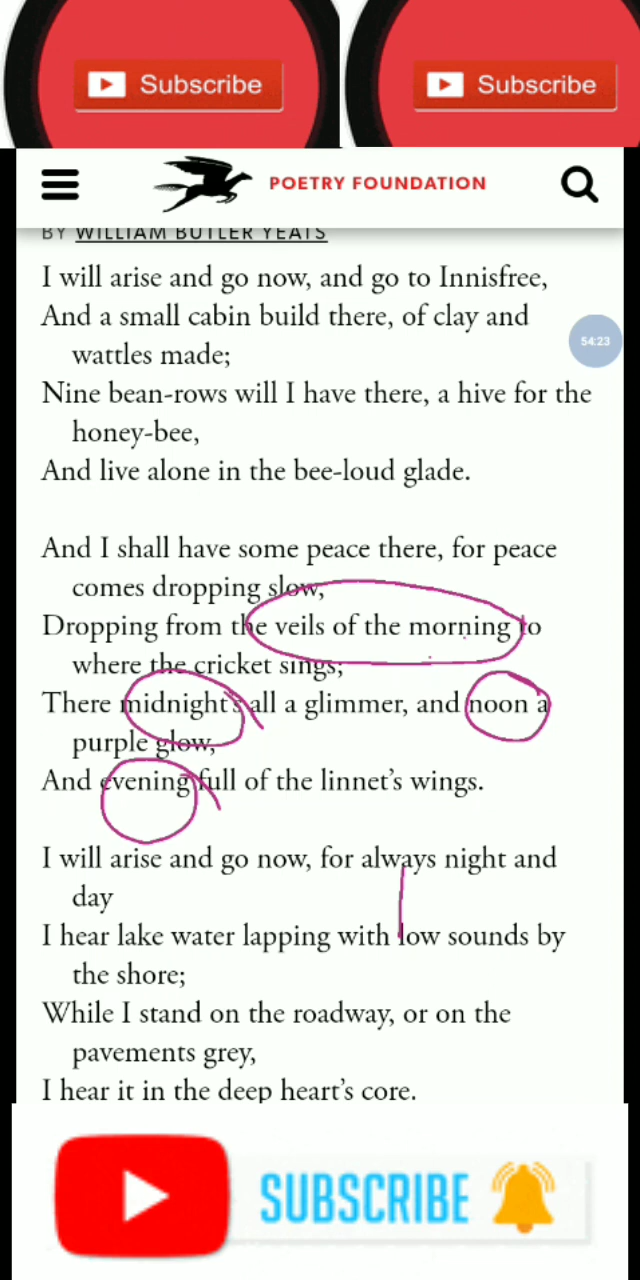 Subscribe Subscribe
POETRY FOUNDATION
BY WILLIAM BUTLER YEATS
I will arise and go now, and go to Innisfree,
54:23
And a small cabin build there, of clay and
wattles made;
Nine bean-rows will I have there, a hive for the
honey-bee,
And live alone in the bee-loud glade.
And I shall have some peace there, for peace
comes dropping slow,
Dropping from the veils of the morning to
where the cricket sings;
There midnight's all a glimmer, and noon a
purple glow,
And evening full of the linnet's wings.
I will arise and go now, for always night and
day
I hear lake water lapping with low sounds by
the shore;
While I stand on the roadway, or on the
pavements grey,
I hear it in the deep heart's core.
SUBSCRIBE